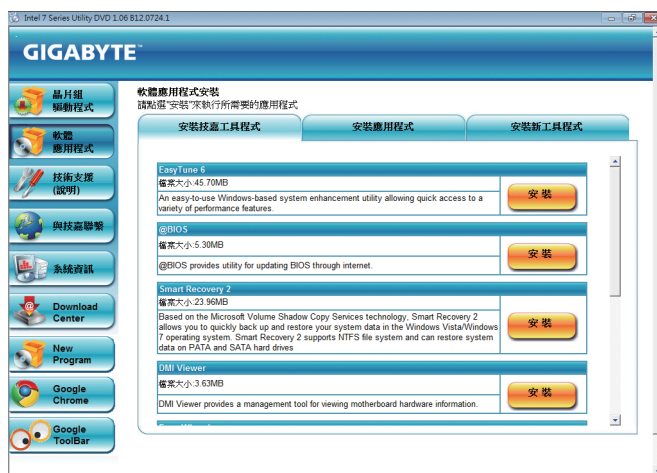 Intel 7 Series Utility DVD 1.06 B12.0724.1
GIGABYTE™
晶片組
驅動程式
軟體
應用程式
技術支援
(說明)
與技嘉聯繫
系統資訊
Download
Center
New
Program
Google
Chrome
Google
ToolBar
軟體應用程式安裝
請點選"安裝"來執行所需要的應用程式
安裝技嘉工具程式
安裝應用程式
安裝新工具程式
EasyTune 6
檔案大小:45.70MB
An easy-to-use Windows-based system enhancement utility allowing quick access to a
variety of performance features.
安裝
@BIOS
檔案大小:5.30MB
@BIOS provides utility for updating BIOS through internet.
安裝
Smart Recovery 2
檔案大小:23.96MB
Based on the Microsoft Volume Shadow Copy Services technology, Smart Recovery 2
allows you to quickly back up and restore your system data in the Windows Vista/Windows
7 operating system. Smart Recovery 2 supports NTFS file system and can restore system
data on PATA and SATA hard drives
安裝
DMI Viewer
檔案大小:3.63MB
DMI Viewer provides a management tool for viewing motherboard hardware information.
安裝